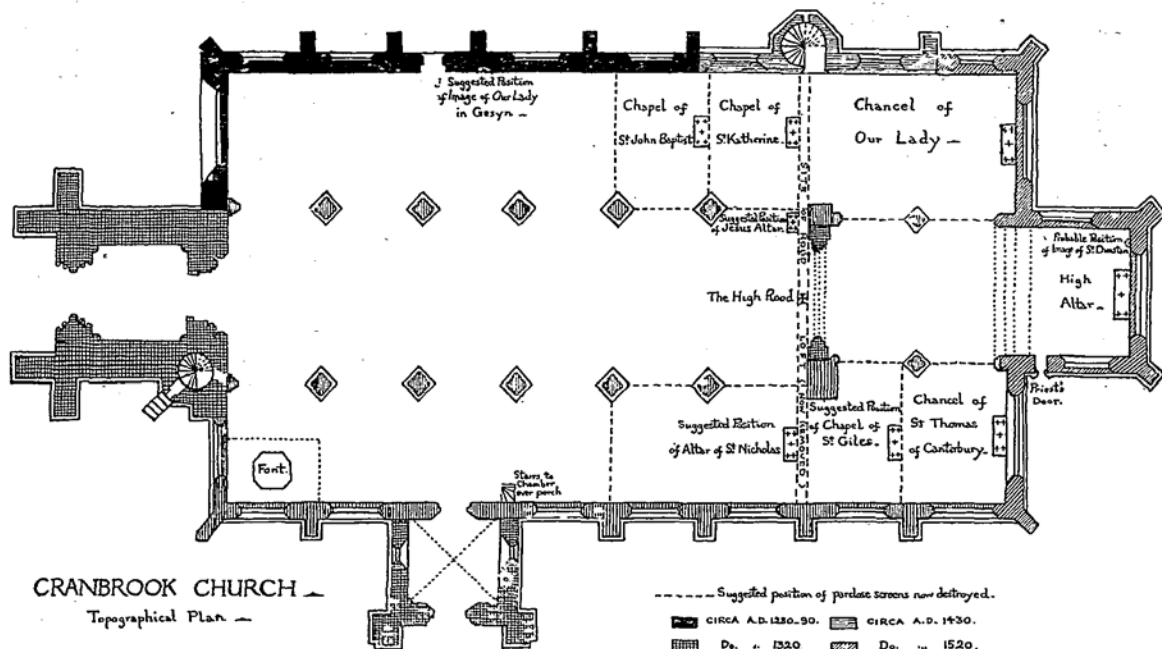 J Suggested Position
of Image of Our Lady
in Gesyn
Chapel of
St John Baptist
Chapel of
St Katherine
Chancel of
Our Lady
Suggested Position
of Jesus Altar
Probable Position
of Image of St Dunstan
High
Altar
The High Rood
Priest's
Door.
Suggested Position
of Altar of St Nicholas
Suggested Position
of Chapel of
St Giles
Chancel of
St Thomas
of Canterbury
Font.
Stairs to
Chamber
over porch
CRANBROOK CHURCH
Topographical Plan
Suggested position of parclose screens now destroyed.
CIRCA A.D. 1280-90.
CIRCA A.D. 1430.
Do. " 1320
Do. " 1520.